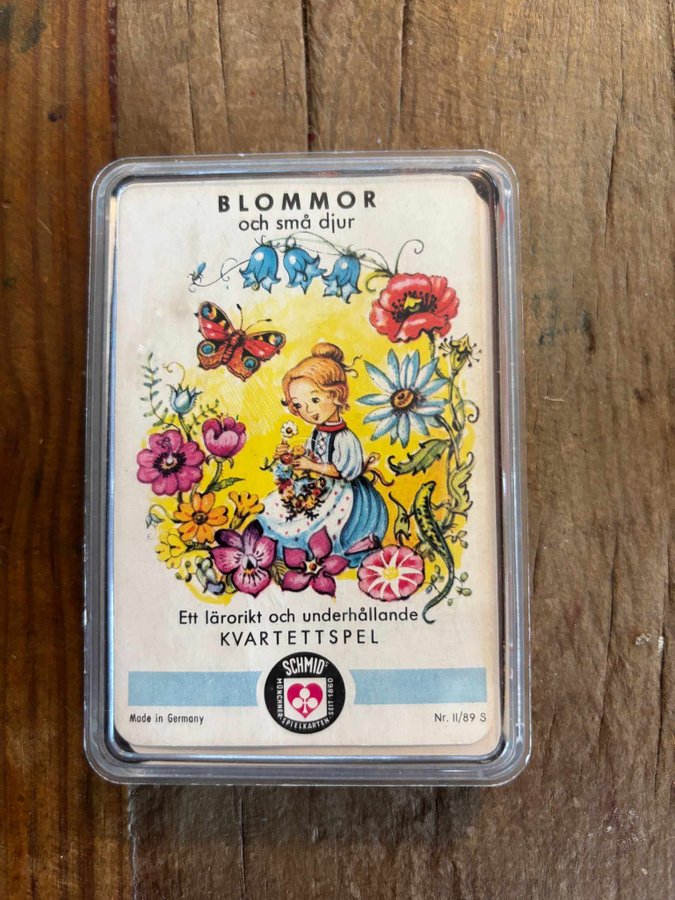 BLOMMOR
och små djur
Ett lärorikt och underhållande
KVARTETTSPEL
SCHMID's
MÜNCHNER SPIELKARTEN SEIT 1860
Made in Germany
Nr. II/89 S